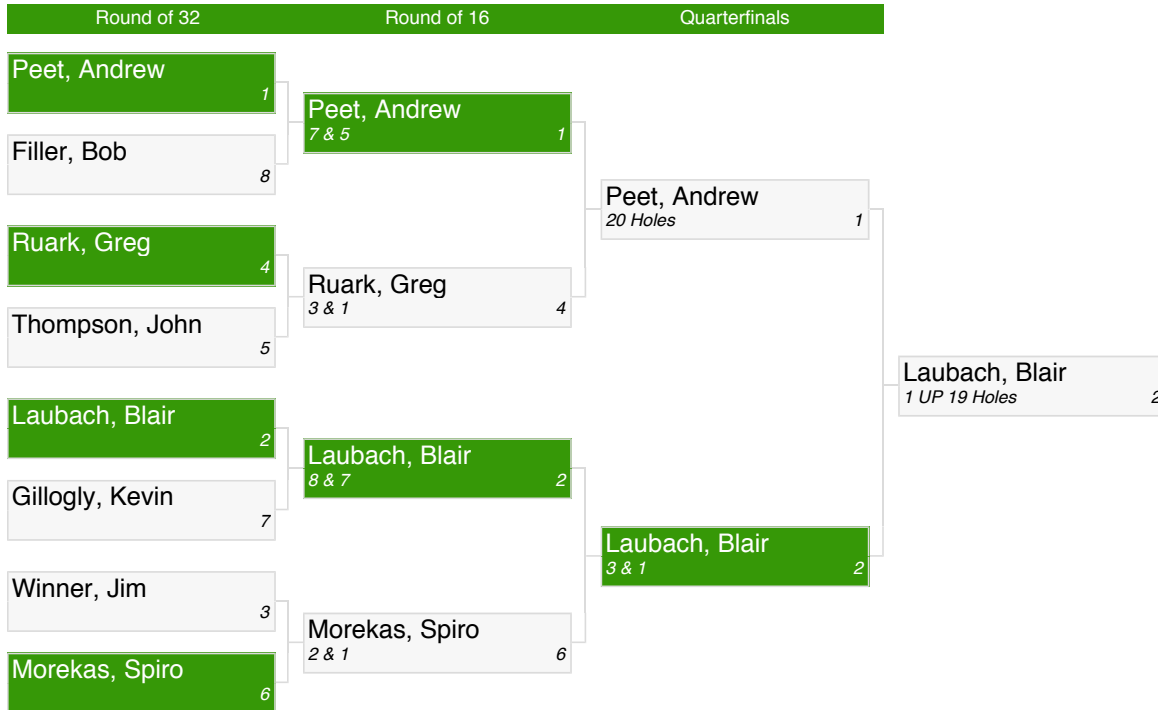 Round of 32
Round of 16
Quarterfinals
Peet, Andrew
1
Filler, Bob
8
Ruark, Greg
4
Thompson, John
5
Laubach, Blair
2
Gillogly, Kevin
7
Winner, Jim
3
Morekas, Spiro
6
Peet, Andrew
7 & 5 1
Ruark, Greg
3 & 1 4
Laubach, Blair
8 & 7 2
Morekas, Spiro
2 & 1 6
Peet, Andrew
20 Holes 1
Laubach, Blair
3 & 1 2
Laubach, Blair
1 UP 19 Holes 2